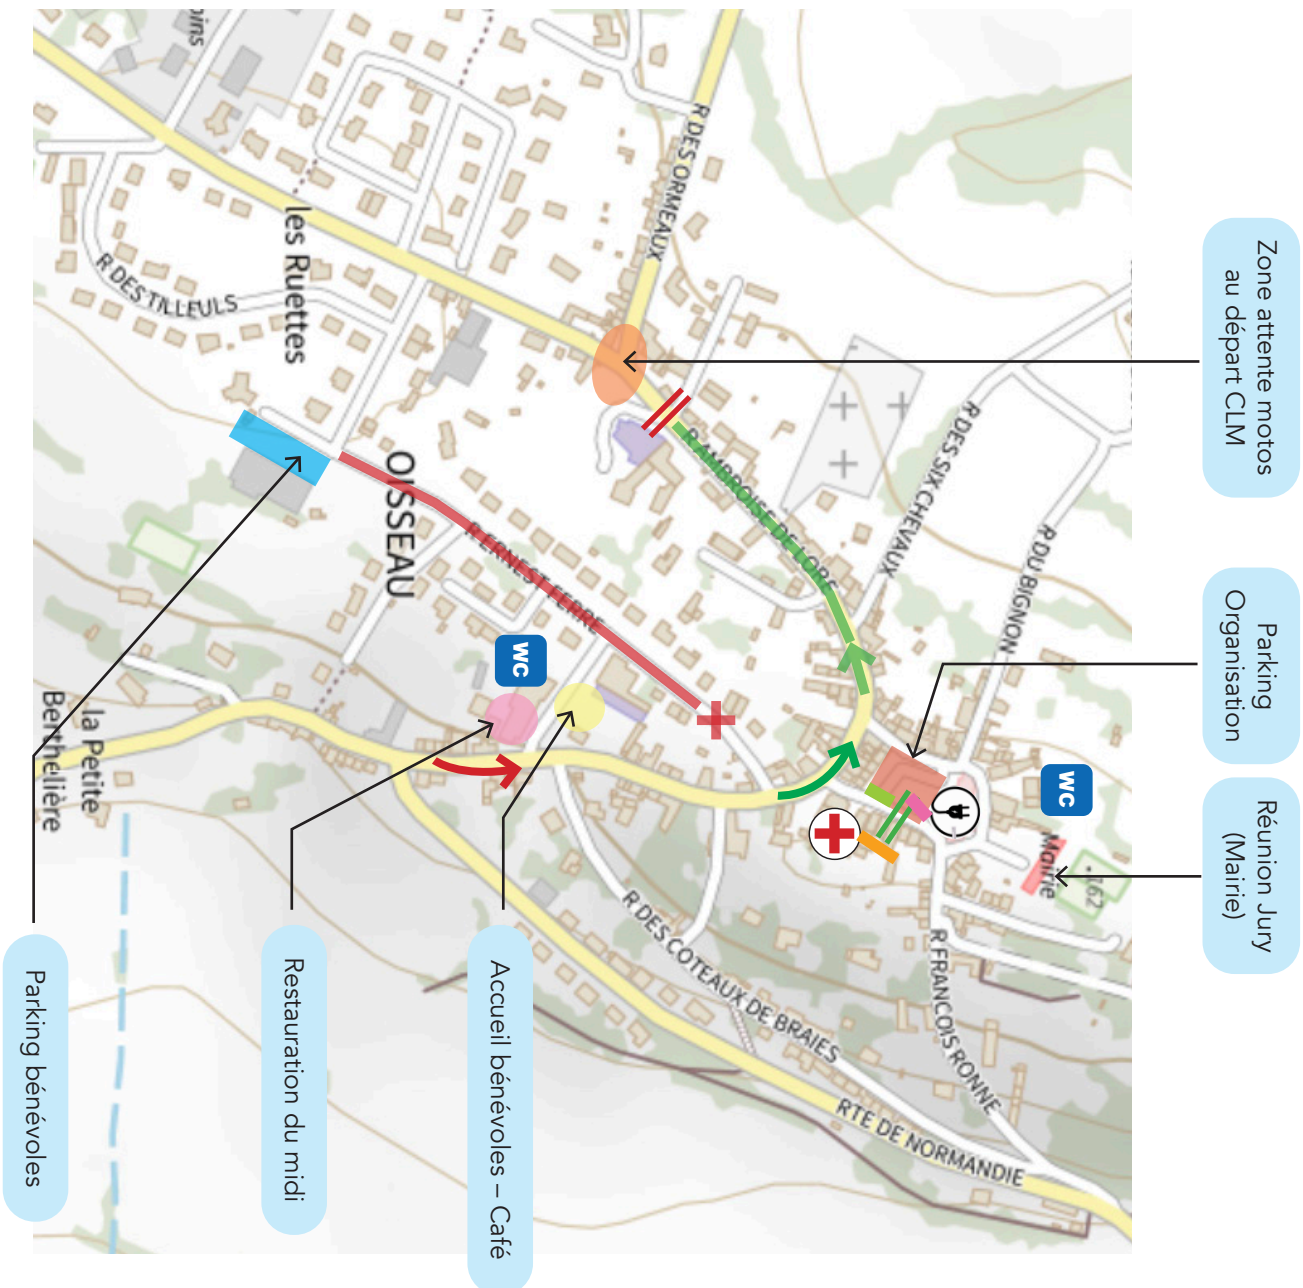 Zone attente motos
au départ CLM
Parking
Organisation
Réunion Jury
(Mairie)
R DES ORMEAUX
R DES SIX CHEVAUX
R DU BIGNON
R AMBROISE DE LORE
WC
Mairie
.162
R FRANCOIS RONNE
les Ruettes
R DES TILLEULS
OISSEAU
R ERNEST FERRE
WC
R DES COTEAUX DE BRAIES
RTE DE NORMANDIE
la Petite
Berthelière
Accueil bénévoles – Café
Restauration du midi
Parking bénévoles